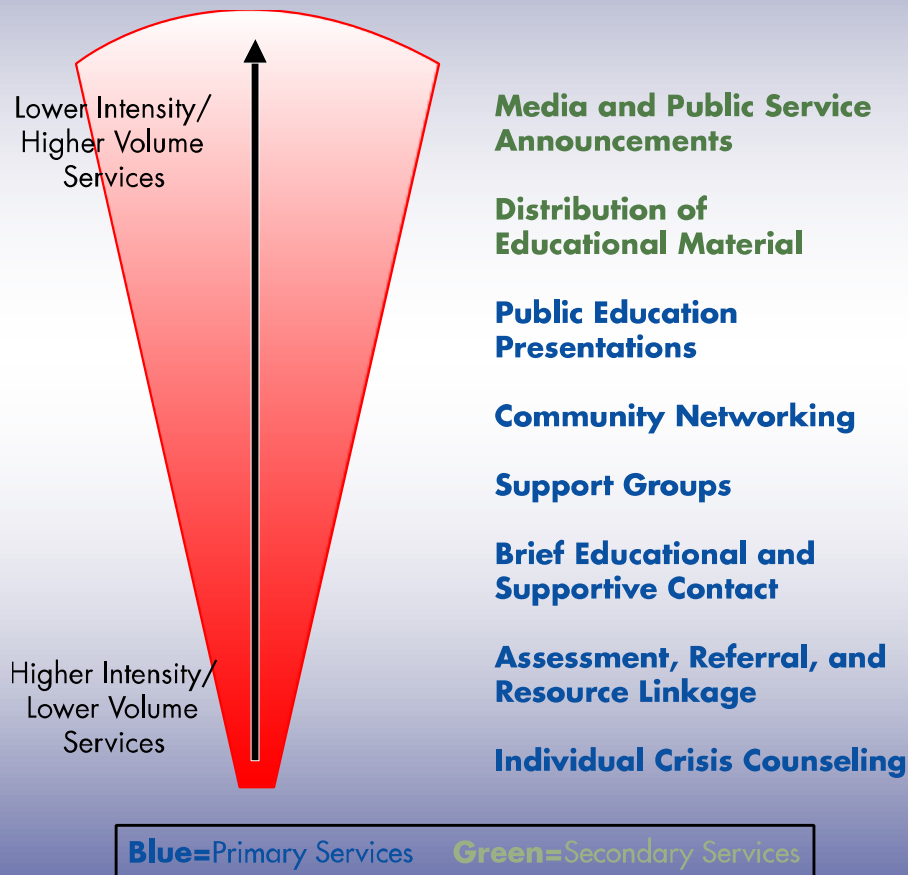 Lower Intensity/
Higher Volume
Services
Media and Public Service
Announcements
Distribution of
Educational Material
Public Education
Presentations
Community Networking
Support Groups
Brief Educational and
Supportive Contact
Higher Intensity/
Lower Volume
Services
Assessment, Referral, and
Resource Linkage
Individual Crisis Counseling
Blue=Primary Services Green=Secondary Services